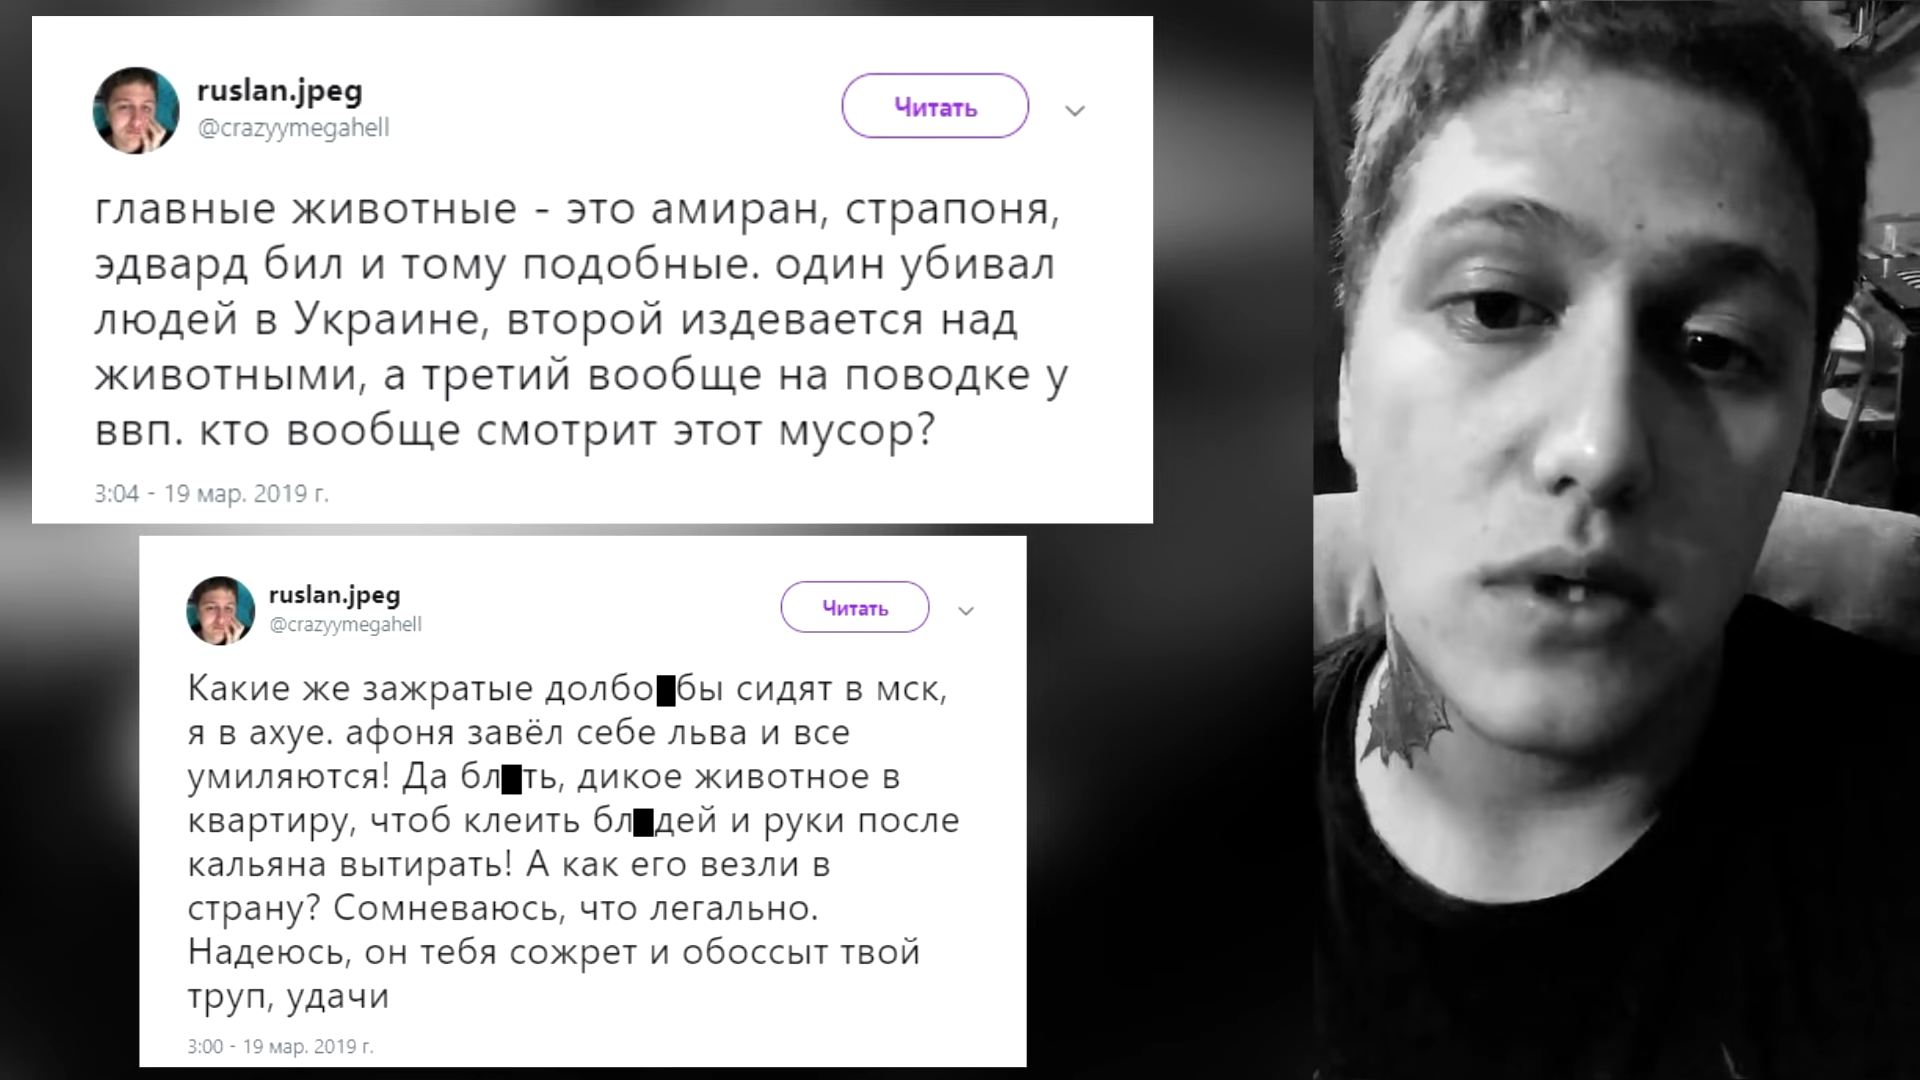 ruslan.jpeg
@crazyymegahell
Читать
главные животные - это амиран, страпоня,
эдвард бил и тому подобные. один убивал
людей в Украине, второй издевается над
животными, а третий вообще на поводке у
ввп. кто вообще смотрит этот мусор?
3:04 - 19 мар. 2019 г.
ruslan.jpeg
@crazyymegahell
Читать
Какие же зажратые долбо█бы сидят в мск,
я в ахуе. афоня завёл себе льва и все
умиляются! Да бл█ть, дикое животное в
квартиру, чтоб клеить бл█дей и руки после
кальяна вытирать! А как его везли в
страну? Сомневаюсь, что легально.
Надеюсь, он тебя сожрет и обоссыт твой
труп, удачи
3:00 - 19 мар. 2019 г.